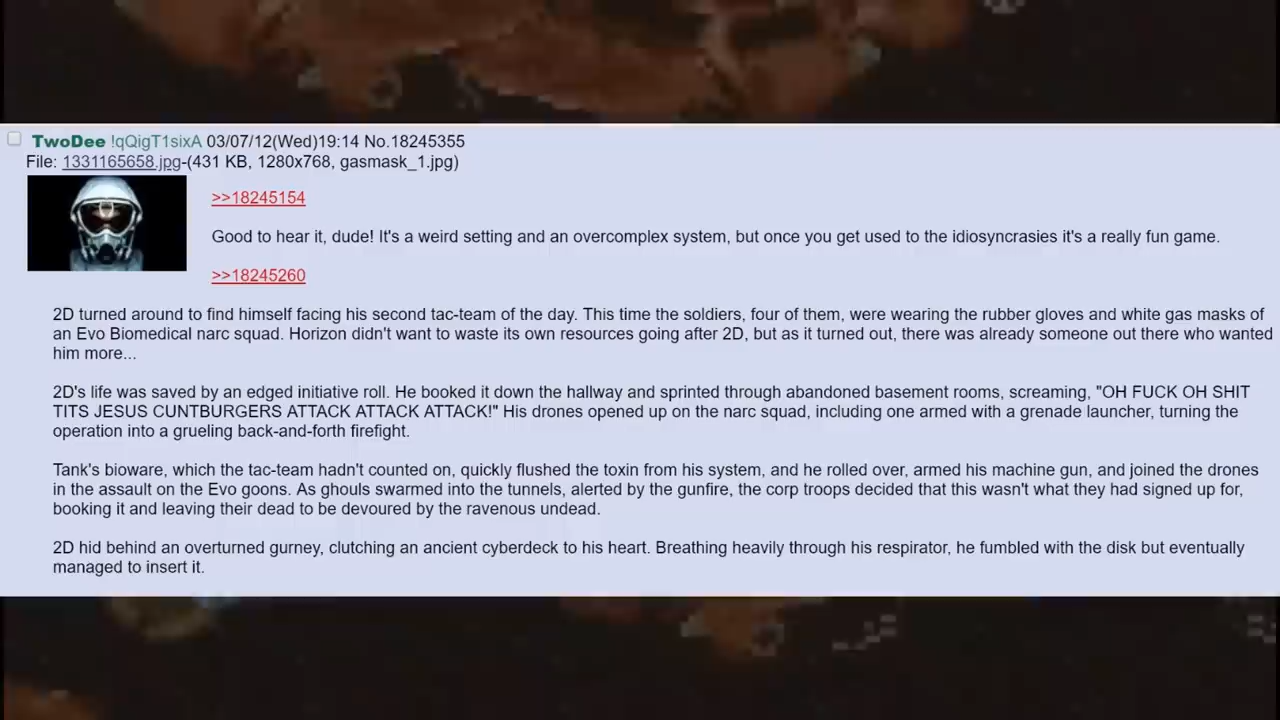 TwoDee !qQigT1sixA 03/07/12(Wed)19:14 No.18245355
File: 1331165658.jpg-(431 KB, 1280x768, gasmask_1.jpg)
>>18245154
Good to hear it, dude! It's a weird setting and an overcomplex system, but once you get used to the idiosyncrasies it's a really fun game.
>>18245260
2D turned around to find himself facing his second tac-team of the day. This time the soldiers, four of them, were wearing the rubber gloves and white gas masks of
an Evo Biomedical narc squad. Horizon didn't want to waste its own resources going after 2D, but as it turned out, there was already someone out there who wanted
him more...
2D's life was saved by an edged initiative roll. He booked it down the hallway and sprinted through abandoned basement rooms, screaming, "OH FUCK OH SHIT
TITS JESUS CUNTBURGERS ATTACK ATTACK ATTACK!" His drones opened up on the narc squad, including one armed with a grenade launcher, turning the
operation into a grueling back-and-forth firefight.
Tank's bioware, which the tac-team hadn't counted on, quickly flushed the toxin from his system, and he rolled over, armed his machine gun, and joined the drones
in the assault on the Evo goons. As ghouls swarmed into the tunnels, alerted by the gunfire, the corp troops decided that this wasn't what they had signed up for,
booking it and leaving their dead to be devoured by the ravenous undead.
2D hid behind an overturned gurney, clutching an ancient cyberdeck to his heart. Breathing heavily through his respirator, he fumbled with the disk but eventually
managed to insert it.